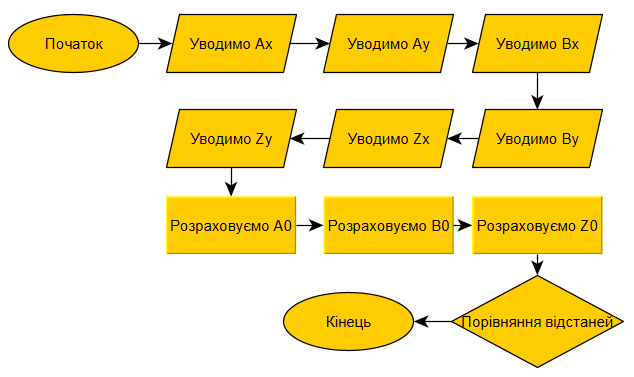 Початок
Уводимо Ax
Уводимо Ay
Уводимо Bx
Уводимо By
Уводимо Zx
Уводимо Zy
Розраховуємо A0
Розраховуємо B0
Розраховуємо Z0
Порівняння відстаней
Кінець